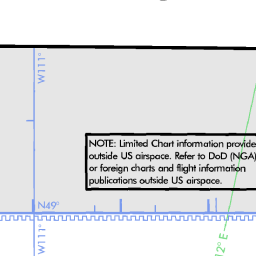 W111°
NOTE: Limited Chart information provide
outside US airspace. Refer to DoD (NGA)
or foreign charts and flight information
publications outside US airspace.
N49°
W111°
12° E